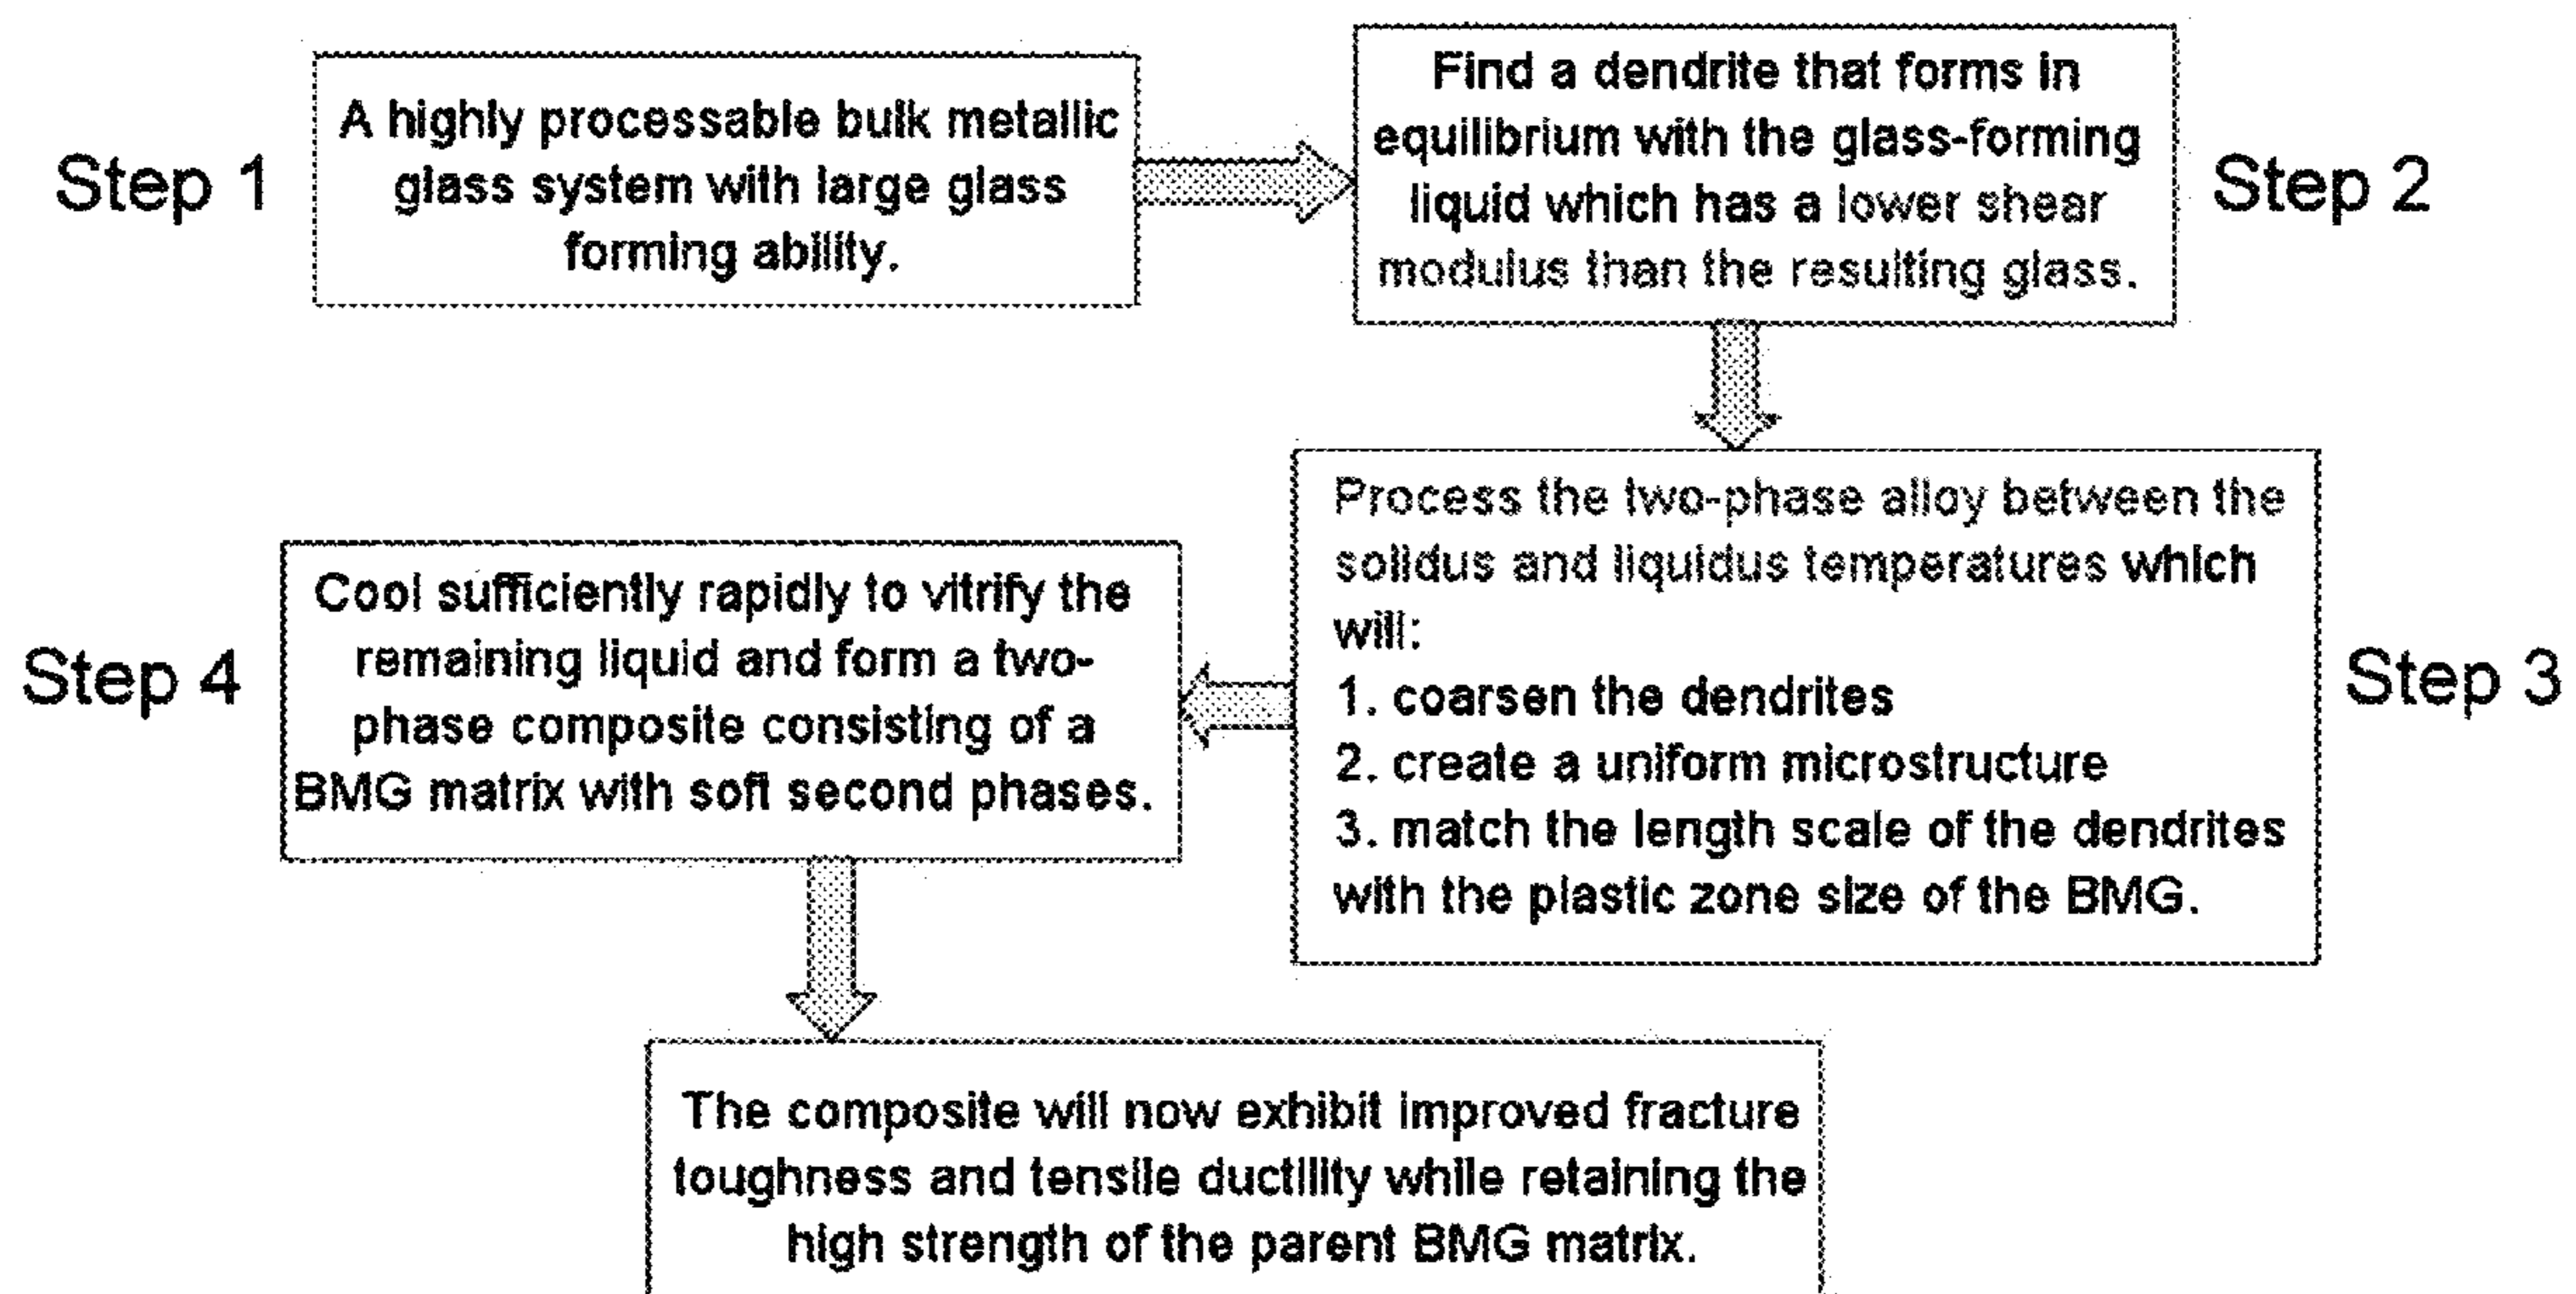 Step 1
A highly processable bulk metallic
glass system with large glass
forming ability.
Find a dendrite that forms in
equilibrium with the glass-forming
liquid which has a lower shear
modulus than the resulting glass.
Step 2
Process the two-phase alloy between the
solidus and liquidus temperatures which
will:
1. coarsen the dendrites
2. create a uniform microstructure
3. match the length scale of the dendrites
with the plastic zone size of the BMG.
Step 3
Step 4
Cool sufficiently rapidly to vitrify the
remaining liquid and form a two-
phase composite consisting of a
BMG matrix with soft second phases.
The composite will now exhibit improved fracture
toughness and tensile ductility while retaining the
high strength of the parent BMG matrix.